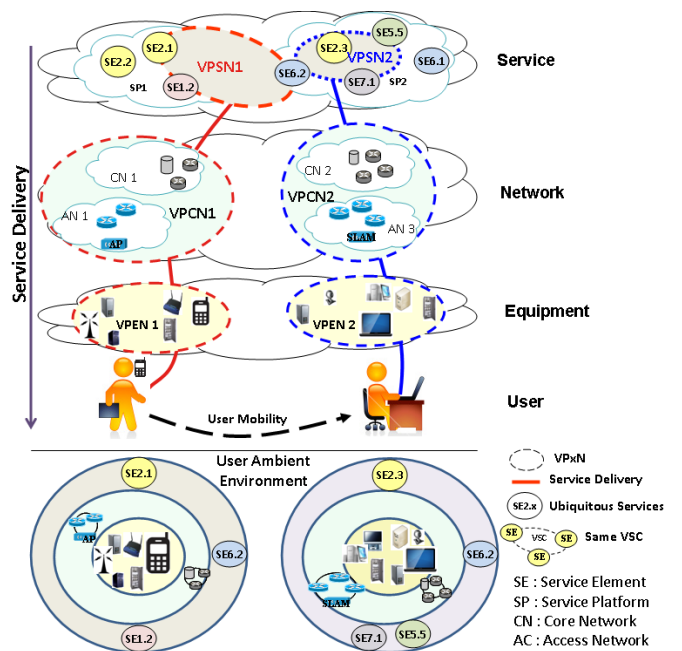 SE5.5
SE2.1
SE2.3
SE2.2
VPSN1
VPSN2
SE6.1
Service
SE6.2
SP1
SE1.2
SE7.1
SP2
Service Delivery
CN 1
CN 2
VPCN1
VPCN2
Network
AN 1
AN 3
AP
SLAM
VPEN 1
VPEN 2
Equipment
User Mobility
User
User Ambient
Environment
SE2.1
SE2.3
AP
SE6.2
SE6.2
SLAM
SE1.2
SE7.1
SE5.5
VPxN
Service Delivery
SE2.x
Ubiquitous Services
SE
VSC
SE
Same VSC
SE
SE : Service Element
SP : Service Platform
CN : Core Network
AC : Access Network